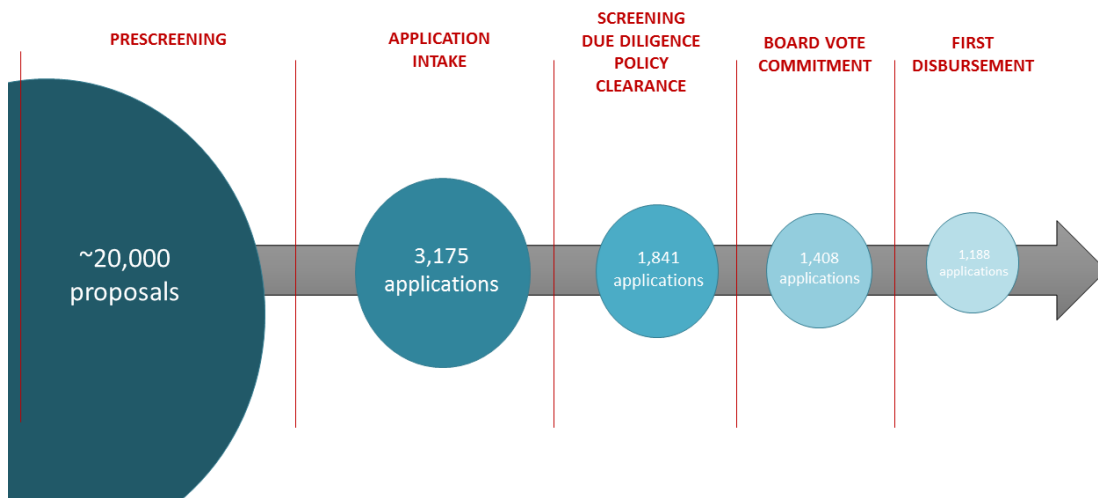 PRESCREENING
APPLICATION
INTAKE
SCREENING
DUE DILIGENCE
POLICY
CLEARANCE
BOARD VOTE
COMMITMENT
FIRST
DISBURSEMENT
~20,000
proposals
3,175
applications
1,841
applications
1,408
applications
1,188
applications